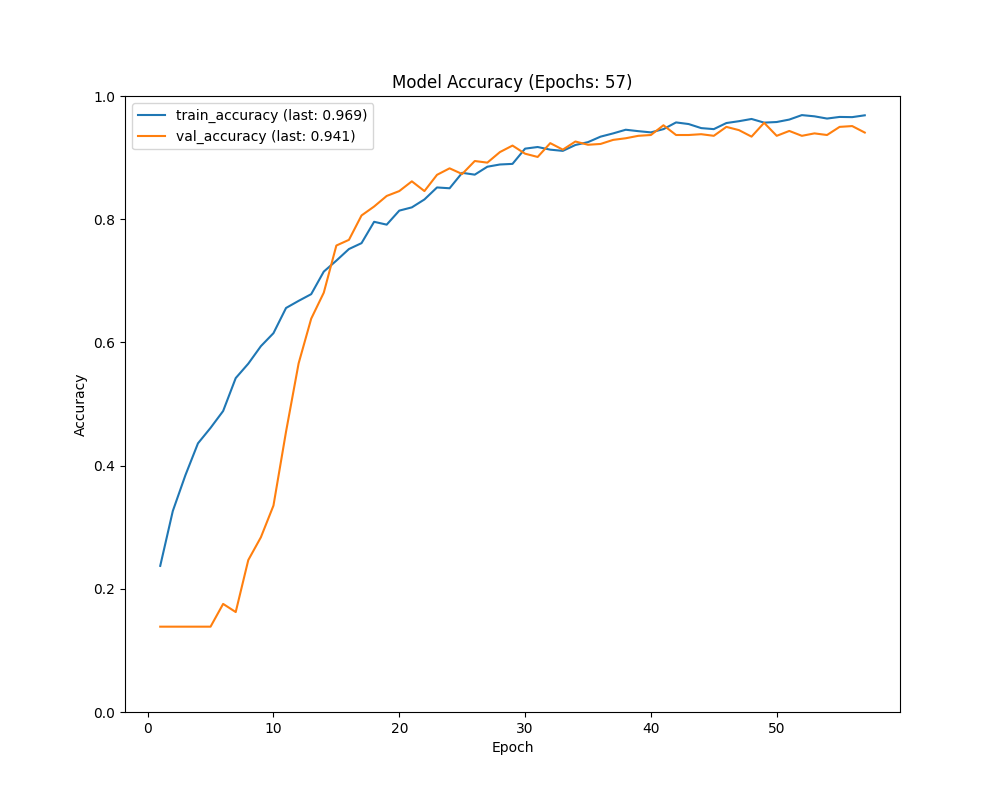 Model Accuracy (Epochs: 57)
train_accuracy (last: 0.969)
val_accuracy (last: 0.941)
1.0
0.8
0.6
0.4
0.2
0.0
Accuracy
0 10 20 30 40 50
Epoch